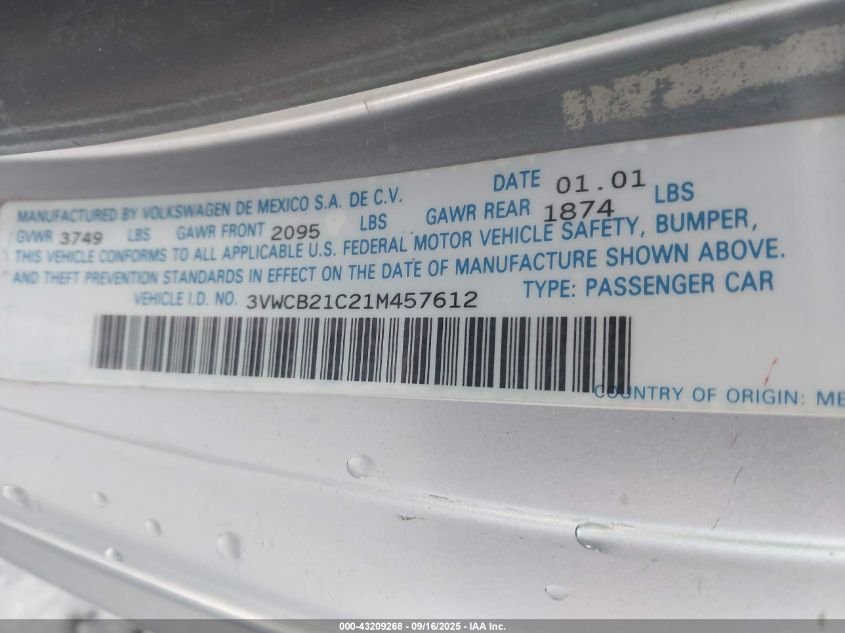 MANUFACTURED BY VOLKSWAGEN DE MEXICO S.A. DE C.V. DATE 01.01
GVWR 3749 LBS GAWR FRONT 2095 LBS GAWR REAR 1874 LBS
THIS VEHICLE CONFORMS TO ALL APPLICABLE U.S. FEDERAL MOTOR VEHICLE SAFETY, BUMPER,
AND THEFT PREVENTION STANDARDS IN EFFECT ON THE DATE OF MANUFACTURE SHOWN ABOVE.
VEHICLE I.D. NO. 3VWCB21C21M457612 TYPE: PASSENGER CAR
COUNTRY OF ORIGIN: ME
000-43209268 - 09/16/2025 - IAA Inc.